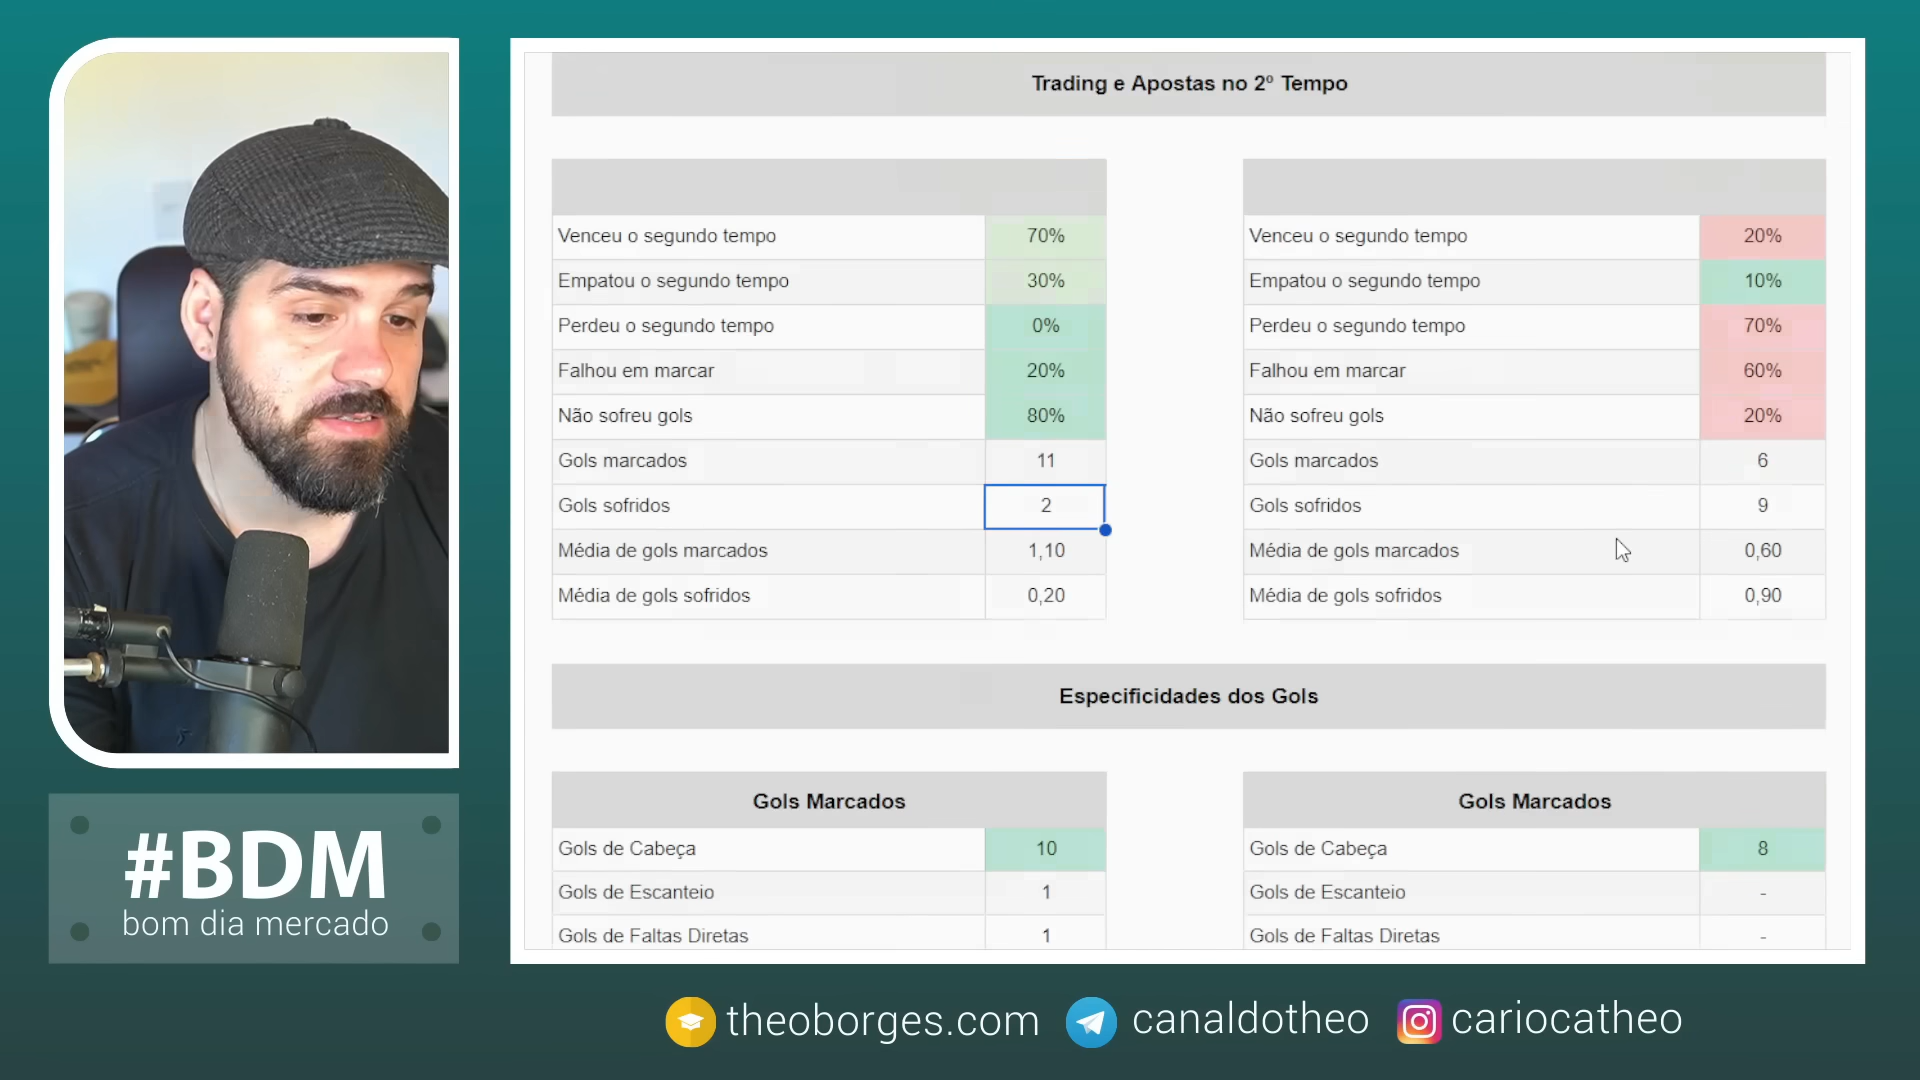 Trading e Apostas no 2º Tempo
Venceu o segundo tempo 70%
Empatou o segundo tempo 30%
Perdeu o segundo tempo 0%
Falhou em marcar 20%
Não sofreu gols 80%
Gols marcados 11
Gols sofridos 2
Média de gols marcados 1,10
Média de gols sofridos 0,20
Venceu o segundo tempo 20%
Empatou o segundo tempo 10%
Perdeu o segundo tempo 70%
Falhou em marcar 60%
Não sofreu gols 20%
Gols marcados 6
Gols sofridos 9
Média de gols marcados 0,60
Média de gols sofridos 0,90
Especificidades dos Gols
Gols Marcados
Gols de Cabeça 10
Gols de Escanteio 1
Gols de Faltas Diretas 1
Gols Marcados
Gols de Cabeça 8
Gols de Escanteio -
Gols de Faltas Diretas -
#BDM
bom dia mercado
theoborges.com
canaldotheo
cariocatheo